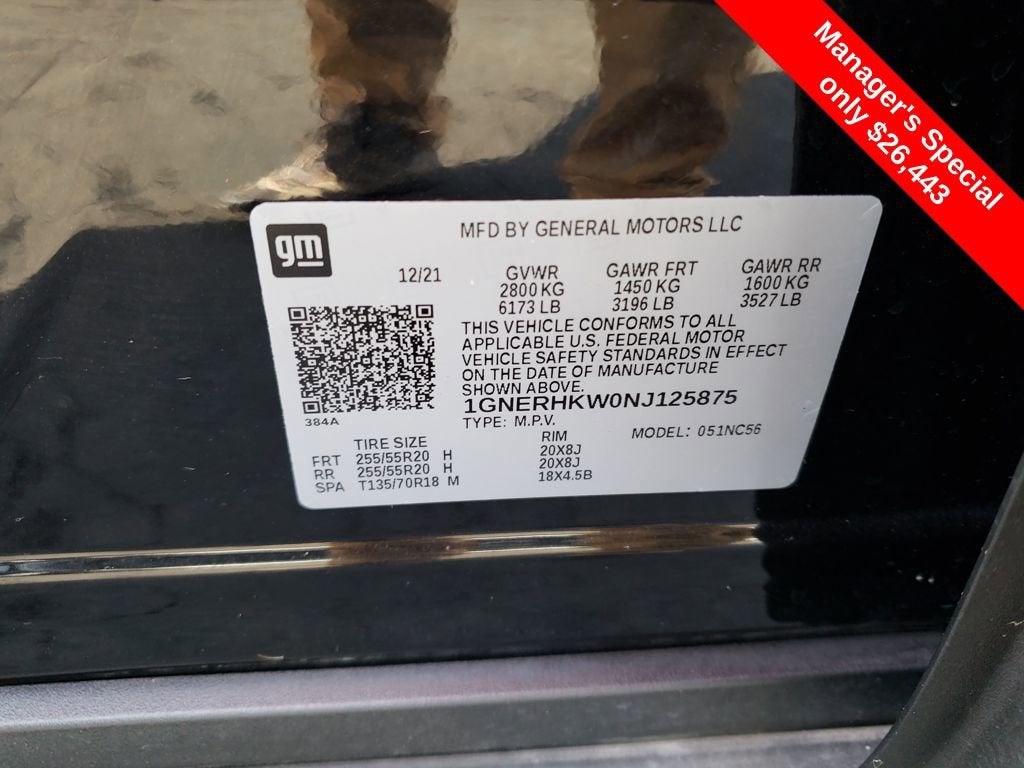 Manager's Special
only $26,443
gm
MFD BY GENERAL MOTORS LLC
12/21
GVWR GAWR FRT GAWR RR
2800 KG 1450 KG 1600 KG
6173 LB 3196 LB 3527 LB
THIS VEHICLE CONFORMS TO ALL
APPLICABLE U.S. FEDERAL MOTOR
VEHICLE SAFETY STANDARDS IN EFFECT
ON THE DATE OF MANUFACTURE
SHOWN ABOVE.
1GNERHKW0NJ125875
384A
TYPE: M.P.V.
MODEL: 051NC56
TIRE SIZE RIM
FRT 255/55R20 H 20X8J
RR 255/55R20 H 20X8J
SPA T135/70R18 M 18X4.5B